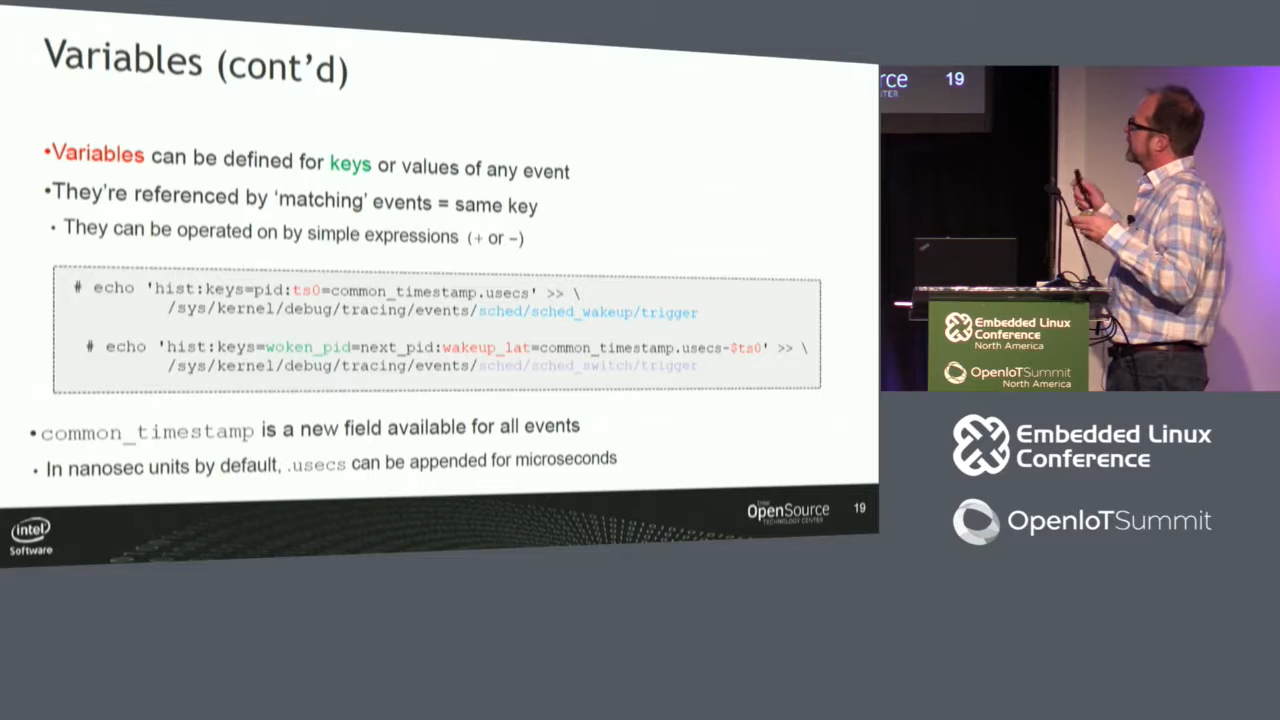 Variables (cont’d)
•Variables can be defined for keys or values of any event
•They’re referenced by ‘matching’ events = same key
• They can be operated on by simple expressions (+ or –)
# echo 'hist:keys=pid:ts0=common_timestamp.usecs' >> \
/sys/kernel/debug/tracing/events/sched/sched_wakeup/trigger
# echo 'hist:keys=woken_pid=next_pid:wakeup_lat=common_timestamp.usecs-$ts0' >> \
/sys/kernel/debug/tracing/events/sched/sched_switch/trigger
•common_timestamp is a new field available for all events
• In nanosec units by default, .usecs can be appended for microseconds
intel
Software
Intel
OpenSource
TECHNOLOGY CENTER
19
rce
TER
19
Embedded Linux
Conference
North America
OpenIoTSummit
North America
Embedded Linux
Conference
OpenIoTSummit